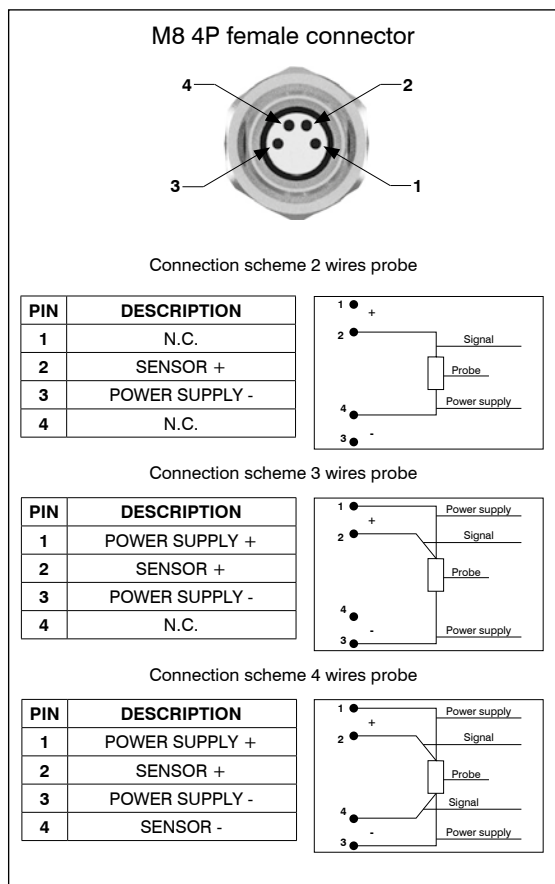 M8 4P female connector
4
2
3
1
Connection scheme 2 wires probe
PIN DESCRIPTION
1 N.C.
2 SENSOR +
3 POWER SUPPLY -
4 N.C.
1
+
2
Signal
Probe
Power supply
4
3 -
Connection scheme 3 wires probe
PIN DESCRIPTION
1 POWER SUPPLY +
2 SENSOR +
3 POWER SUPPLY -
4 N.C.
1
Power supply
+
2
Signal
Probe
4
- Power supply
3
Connection scheme 4 wires probe
PIN DESCRIPTION
1 POWER SUPPLY +
2 SENSOR +
3 POWER SUPPLY -
4 SENSOR -
1
Power supply
+
2
Signal
Probe
Signal
4
- Power supply
3